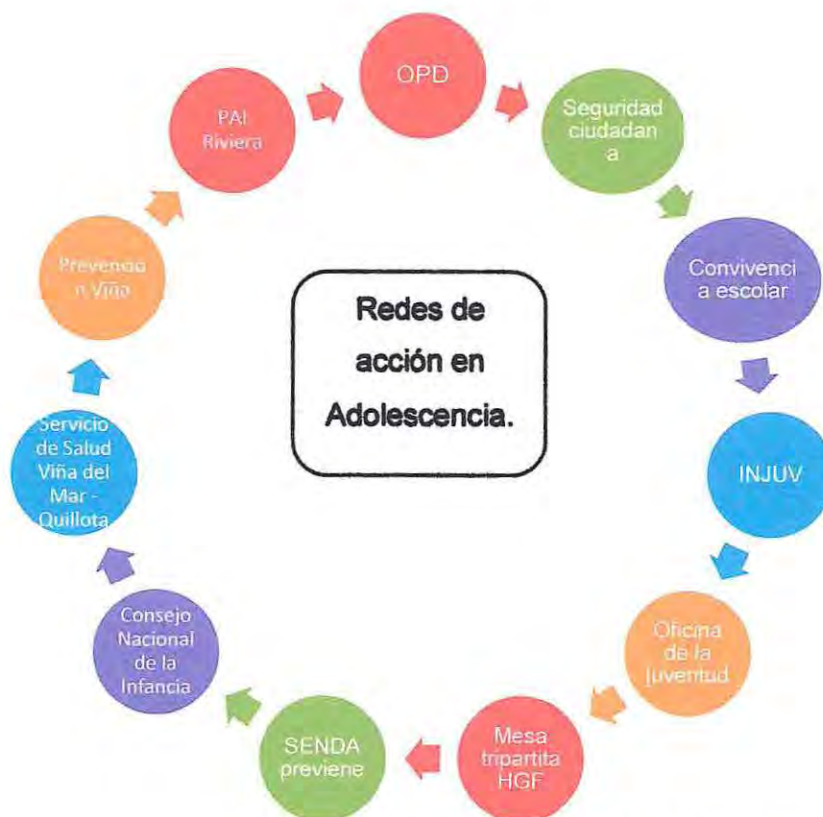 OPD
Seguridad
ciudadan
a
Convivenci
a escolar
INJUV
Oficina
de la
juventud
Mesa
tripartita
HGF
SENDA
previene
Consejo
Nacional
de la
Infancia
Servicio
de Salud
Viña del
Mar -
Quillota
Prevenció
n Viña
PAI
Riviera
Redes de
acción en
Adolescencia.